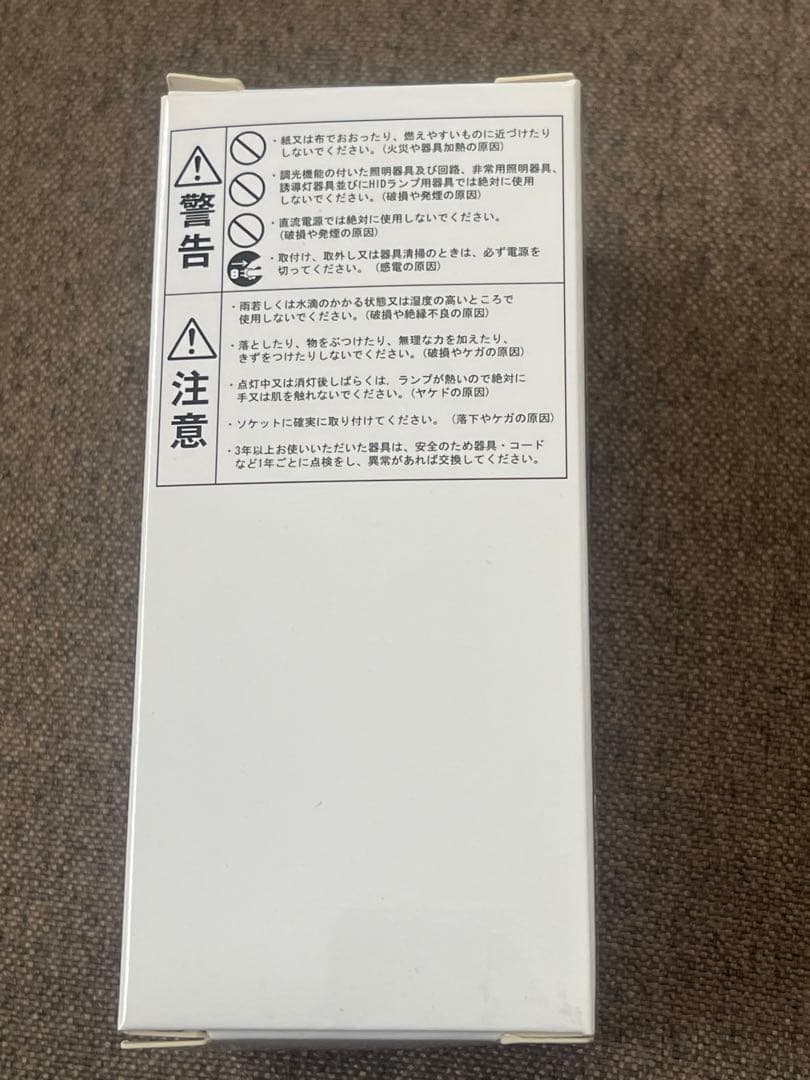 警告
・紙又は布でおおったり、燃えやすいものに近づけたり
しないでください。(火災や器具加熱の原因)
・調光機能の付いた照明器具及び回路、非常用照明器具、
誘導灯器具並びにHIDランプ用器具では絶対に使用
しないでください。(破損や発煙の原因)
・直流電源では絶対に使用しないでください。
(破損や発煙の原因)
・取付け、取外し又は器具清掃のときは、必ず電源を
切ってください。(感電の原因)
注意
・雨若しくは水滴のかかる状態又は湿度の高いところで
使用しないでください。(破損や絶縁不良の原因)
・落としたり、物をぶつけたり、無理な力を加えたり、
きずをつけたりしないでください。(破損やケガの原因)
・点灯中又は消灯後しばらくは,ランプが熱いので絶対に
手又は肌を触れないでください。(ヤケドの原因)
・ソケットに確実に取り付けてください。(落下やケガの原因)
・3年以上お使いいただいた器具は、安全のため器具・コード
など1年ごとに点検をし、異常があれば交換してください。